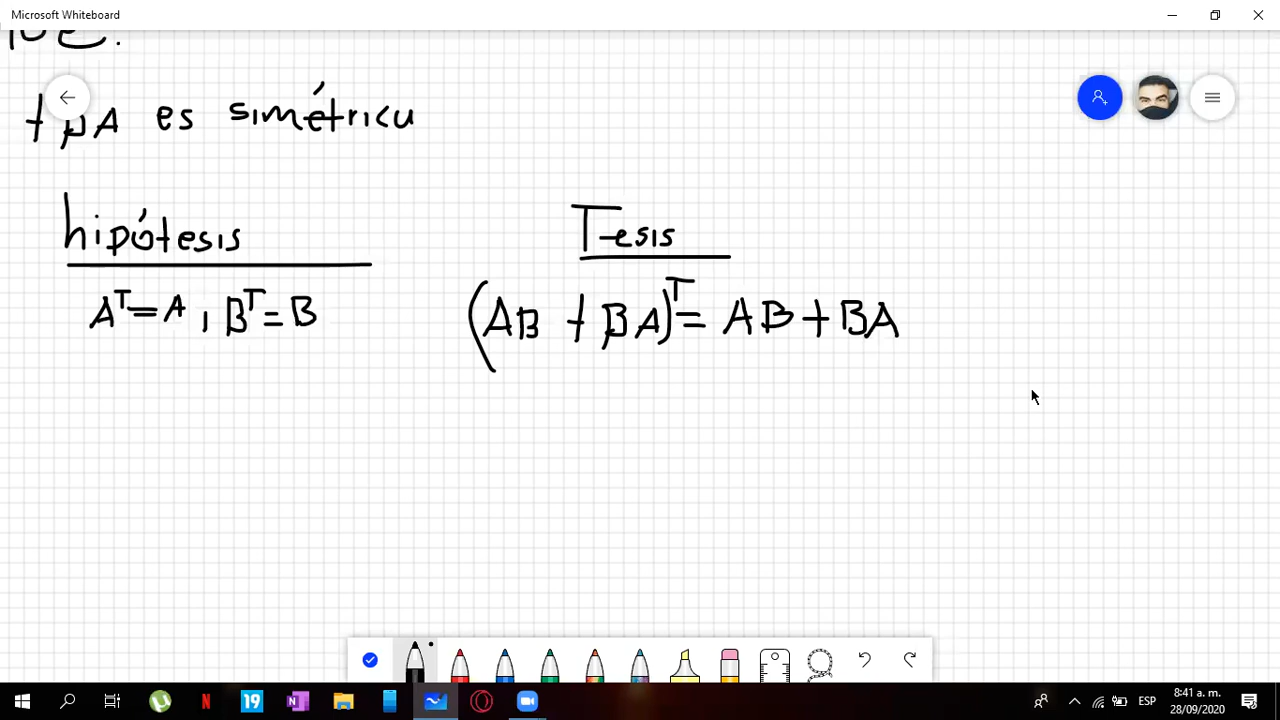 Microsoft Whiteboard
+ BA es simétrica
hipótesis
Tesis
Aᵀ = A , Bᵀ = B
(AB + BA)ᵀ = AB + BA
19
ESP
8:41 a. m.
28/09/2020